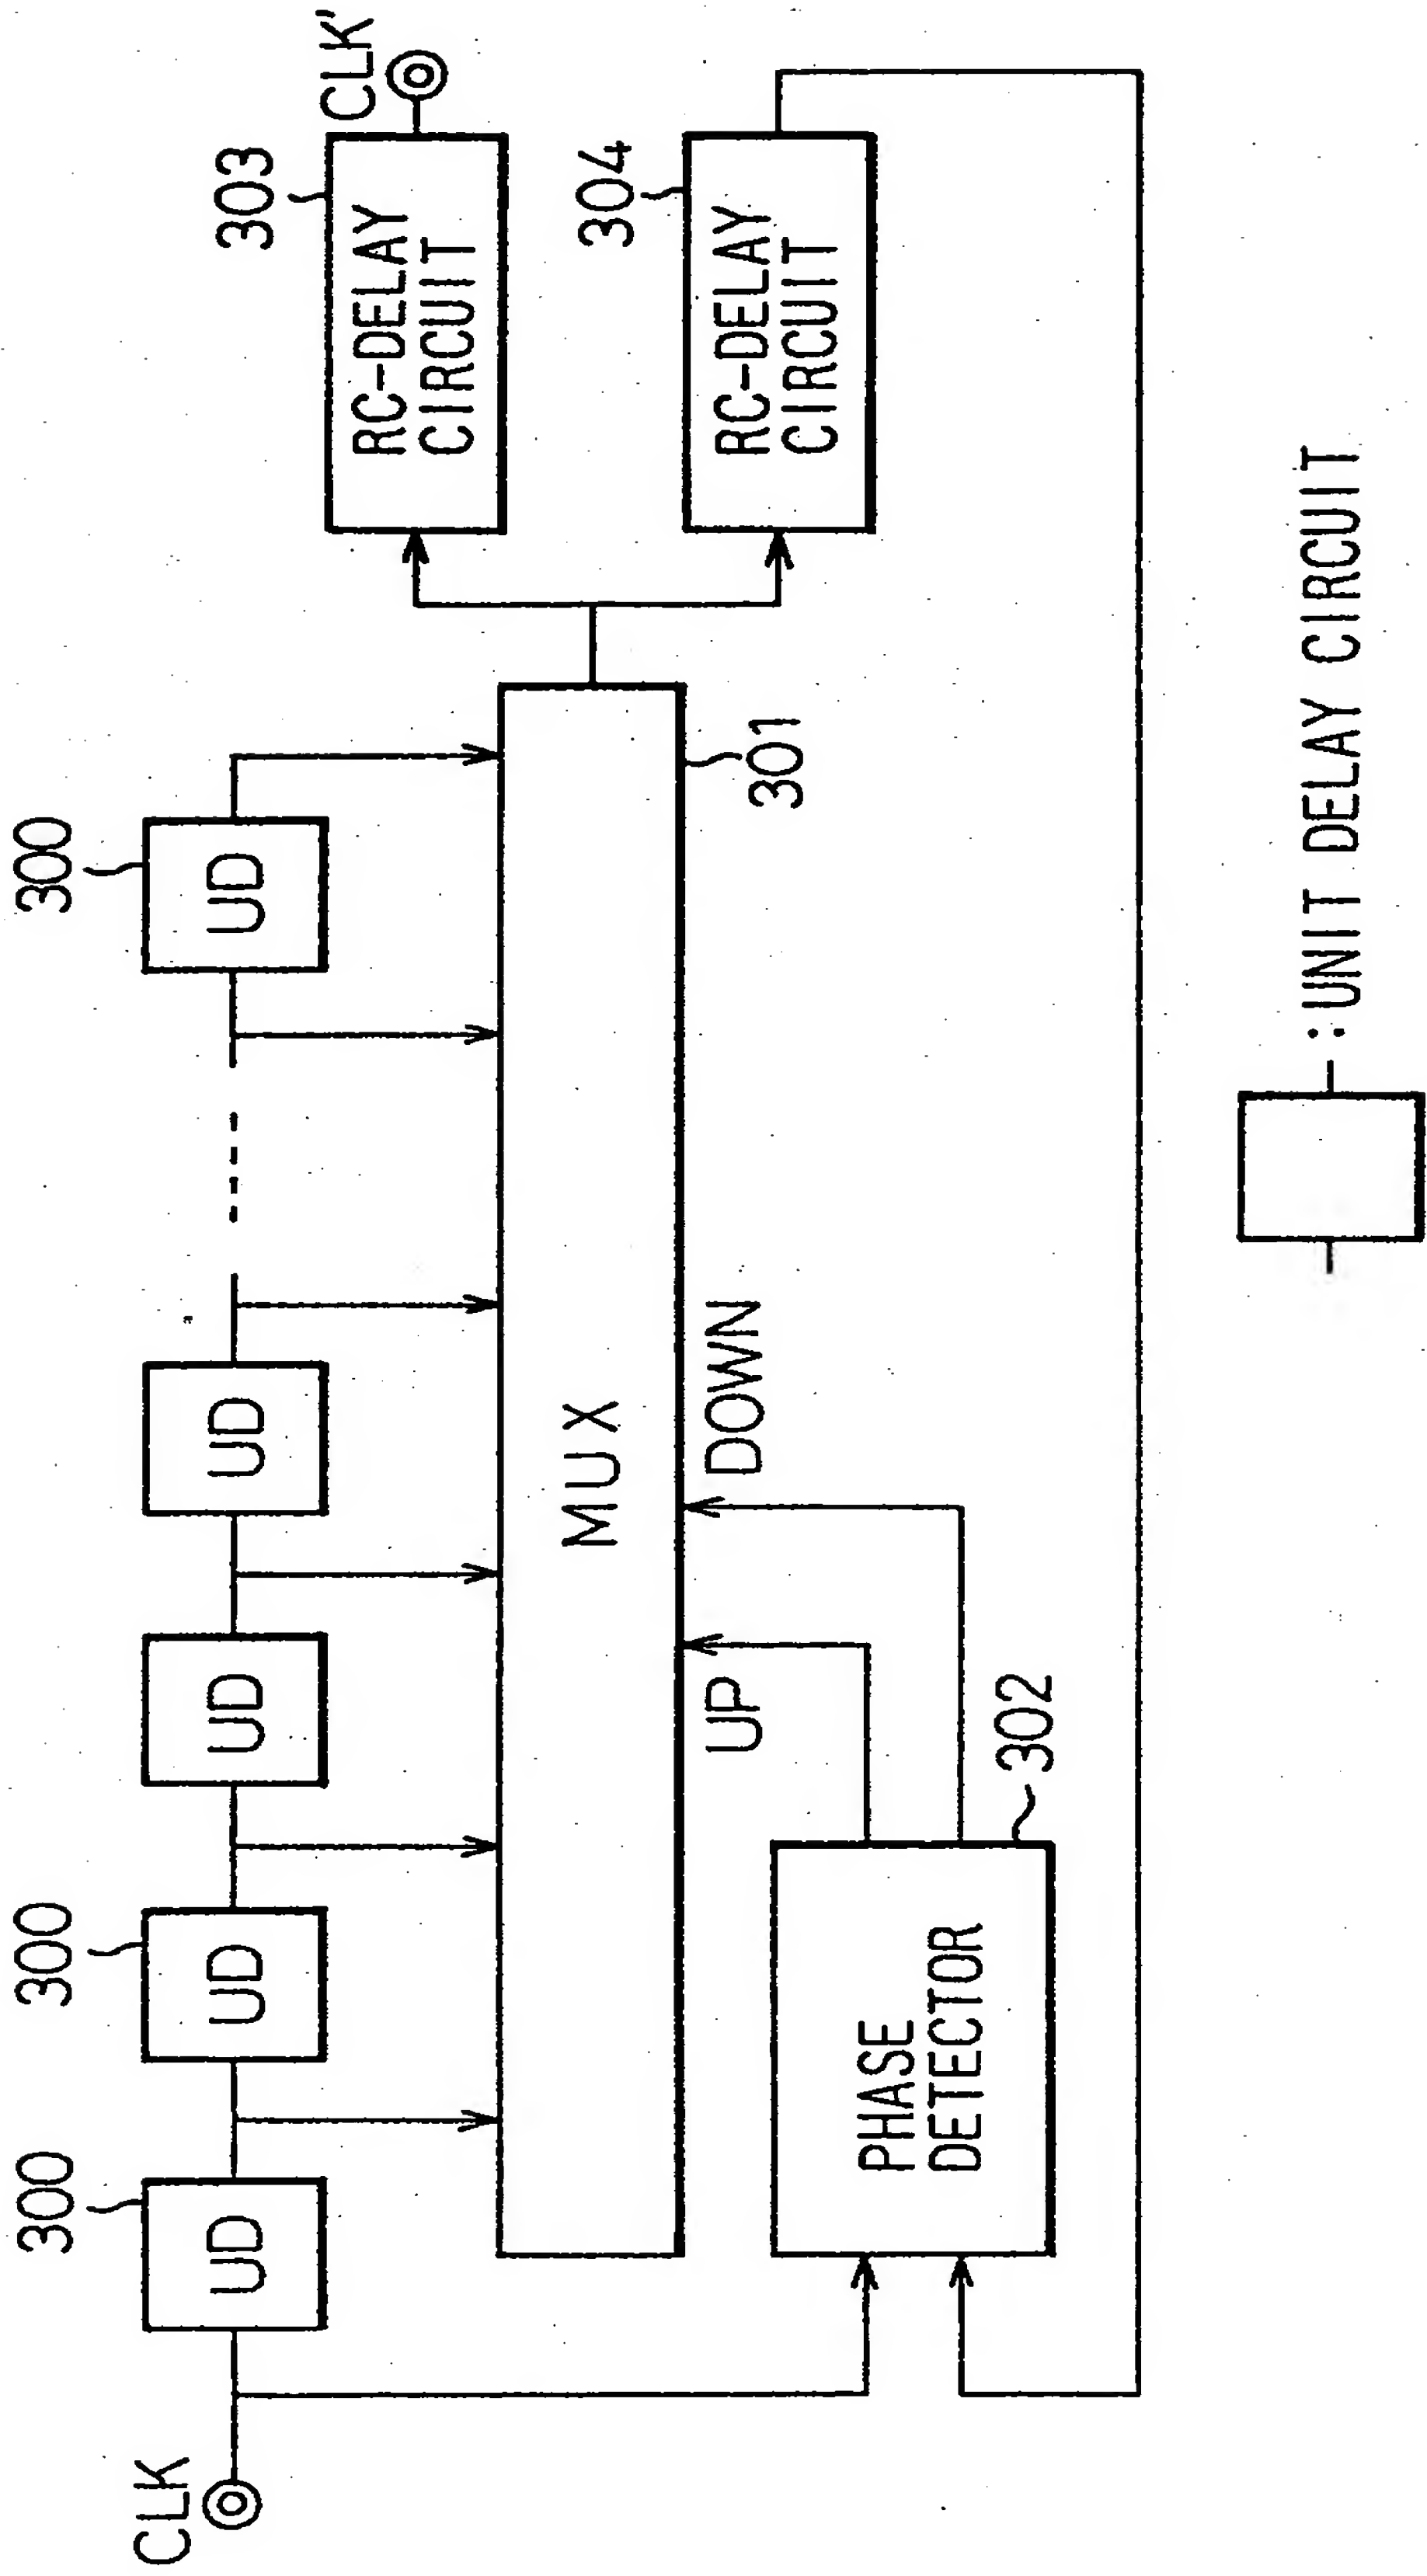 300
300
300
CLK
UD
UD
UD
UD
UD
303
CLK'
RC-DELAY
CIRCUIT
MUX
304
RC-DELAY
CIRCUIT
UP
DOWN
301
PHASE
DETECTOR
302
:UNIT DELAY CIRCUIT